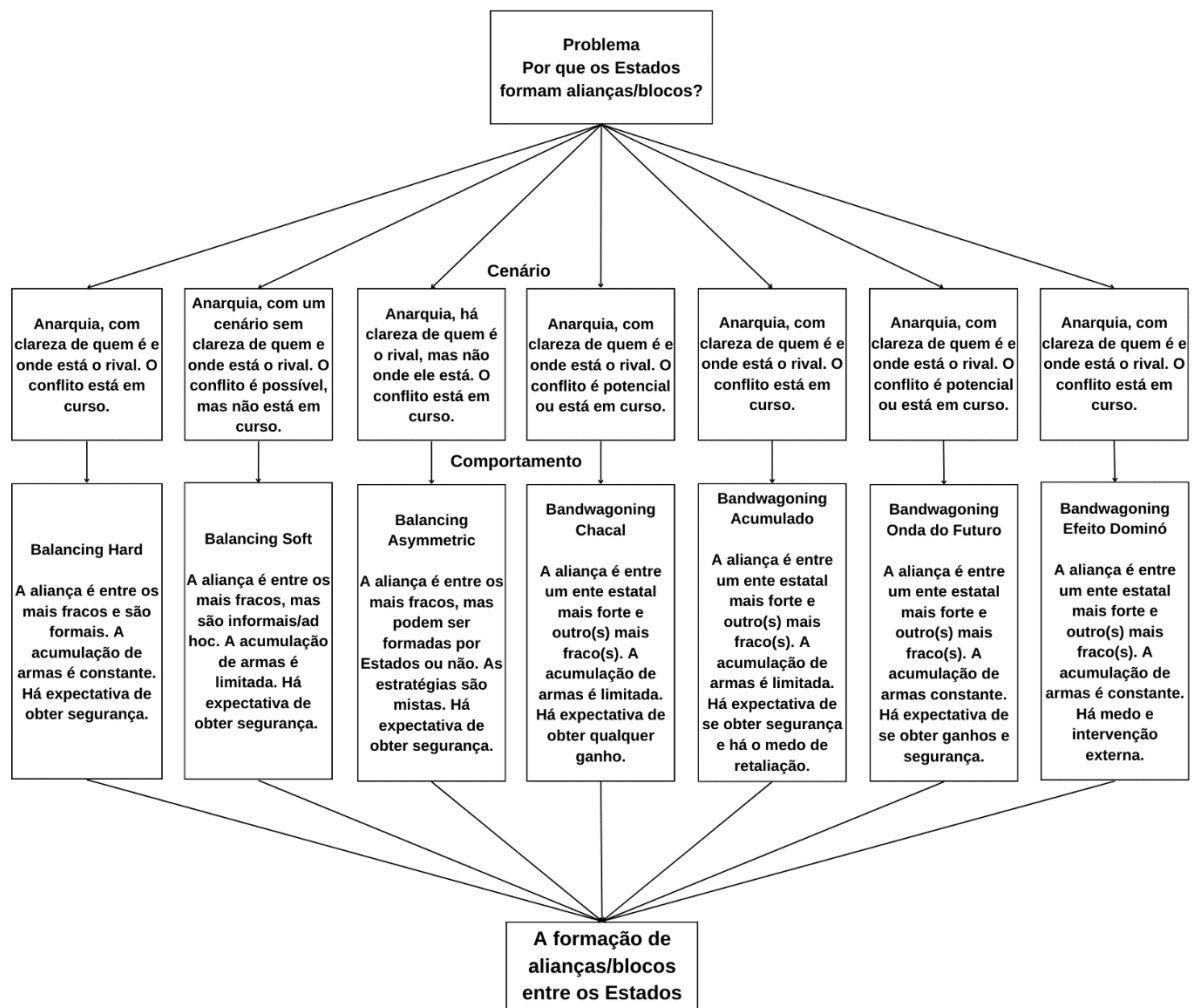 Problema
Por que os Estados
formam alianças/blocos?
Cenário
Anarquia, com
clareza de quem é e
onde está o rival. O
conflito está em
curso.
Anarquia, com um
cenário sem
clareza de quem e
onde está o rival. O
conflito é possível,
mas não está em
curso.
Anarquia, há
clareza de quem é
o rival, mas não
onde ele está. O
conflito está em
curso.
Anarquia, com
clareza de quem é e
onde está o rival. O
conflito é potencial
ou está em curso.
Anarquia, com
clareza de quem é e
onde está o rival. O
conflito está em
curso.
Anarquia, com
clareza de quem é e
onde está o rival. O
conflito é potencial
ou está em curso.
Anarquia, com
clareza de quem é e
onde está o rival. O
conflito está em
curso.
Comportamento
Balancing Hard
A aliança é entre os
mais fracos e são
formais. A
acumulação de
armas é constante.
Há expectativa de
obter segurança.
Balancing Soft
A aliança é entre os
mais fracos, mas
são informais/ad
hoc. A acumulação
de armas é
limitada. Há
expectativa de
obter segurança.
Balancing
Asymmetric
A aliança é entre os
mais fracos, mas
podem ser
formadas por
Estados ou não. As
estratégias são
mistas. Há
expectativa de
obter segurança.
Bandwagoning
Chacal
A aliança é entre
um ente estatal
mais forte e
outro(s) mais
fraco(s). A
acumulação de
armas é limitada.
Há expectativa de
obter qualquer
ganho.
Bandwagoning
Acumulado
A aliança é entre
um ente estatal
mais forte e
outro(s) mais
fraco(s). A
acumulação de
armas é limitada.
Há expectativa de
se obter segurança
e há o medo de
retaliação.
Bandwagoning
Onda do Futuro
A aliança é entre
um ente estatal
mais forte e
outro(s) mais
fraco(s). A
acumulação de
armas constante.
Há expectativa de
se obter ganhos e
segurança.
Bandwagoning
Efeito Dominó
A aliança é entre
um ente estatal
mais forte e
outro(s) mais
fraco(s). A
acumulação de
armas é constante.
Há medo e
intervenção
externa.
A formação de
alianças/blocos
entre os Estados